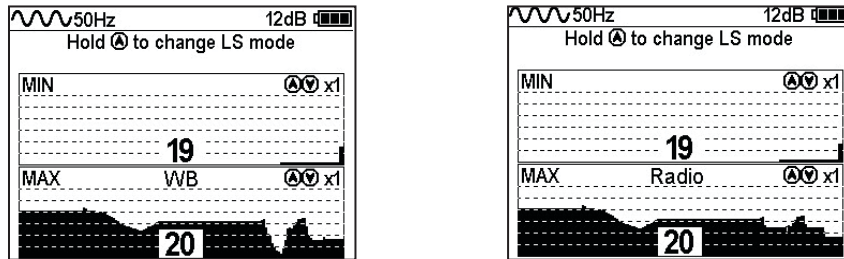 50Hz 12dB
Hold Ⓐ to change LS mode
MIN x1
19
MAX WB x1
20
50Hz 12dB
Hold Ⓐ to change LS mode
MIN x1
19
MAX Radio x1
20